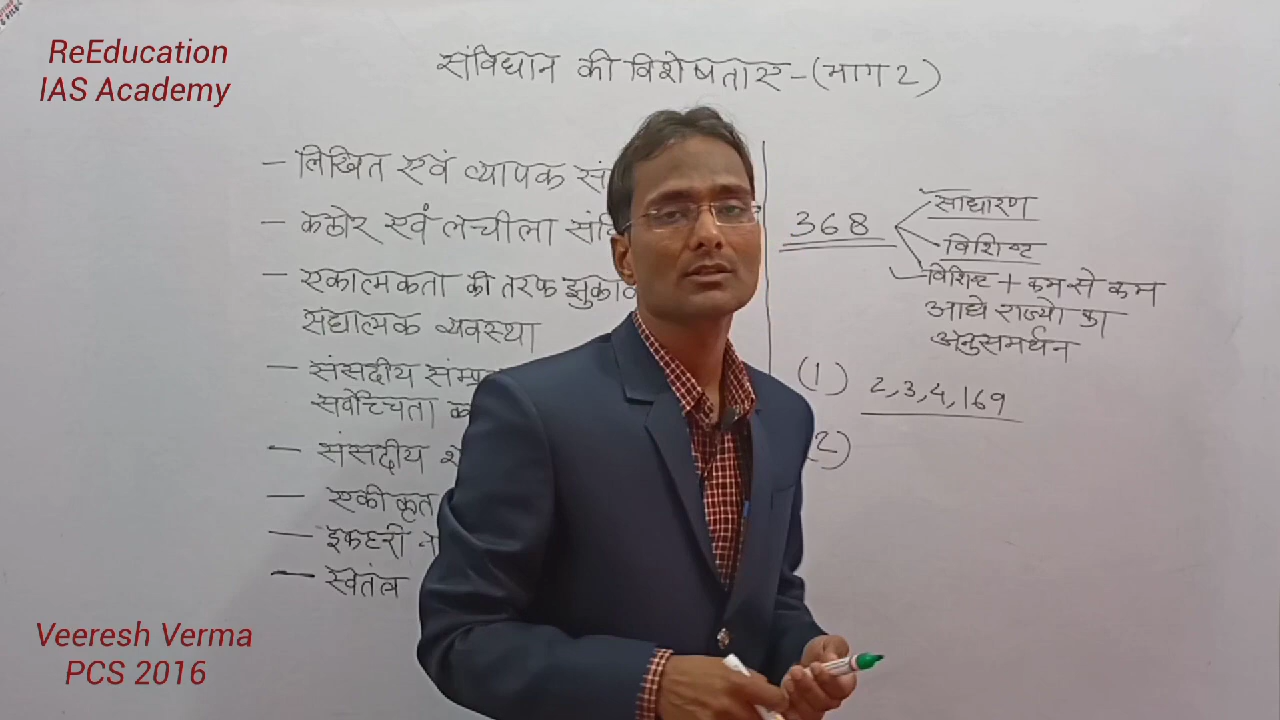 ReEducation
IAS Academy
संविधान की विशेषताएं - (भाग 2)
- लिखित एवं व्यापक सं
- कठोर एवं लचीला संवि
- एकात्मकता की तरफ झुकाव
संघात्मक व्यवस्था
- संसदीय संम्प्र
सर्वोच्चता
- संसदीय
- एकीकृत
- इकहरी
- स्वतंत्र
368
साधारण
विशिष्ट
विशिष्ट + कम से कम
आधे राज्यो का
अनुसमर्थन
(1) 2,3,4,169
(2)
Veeresh Verma
PCS 2016